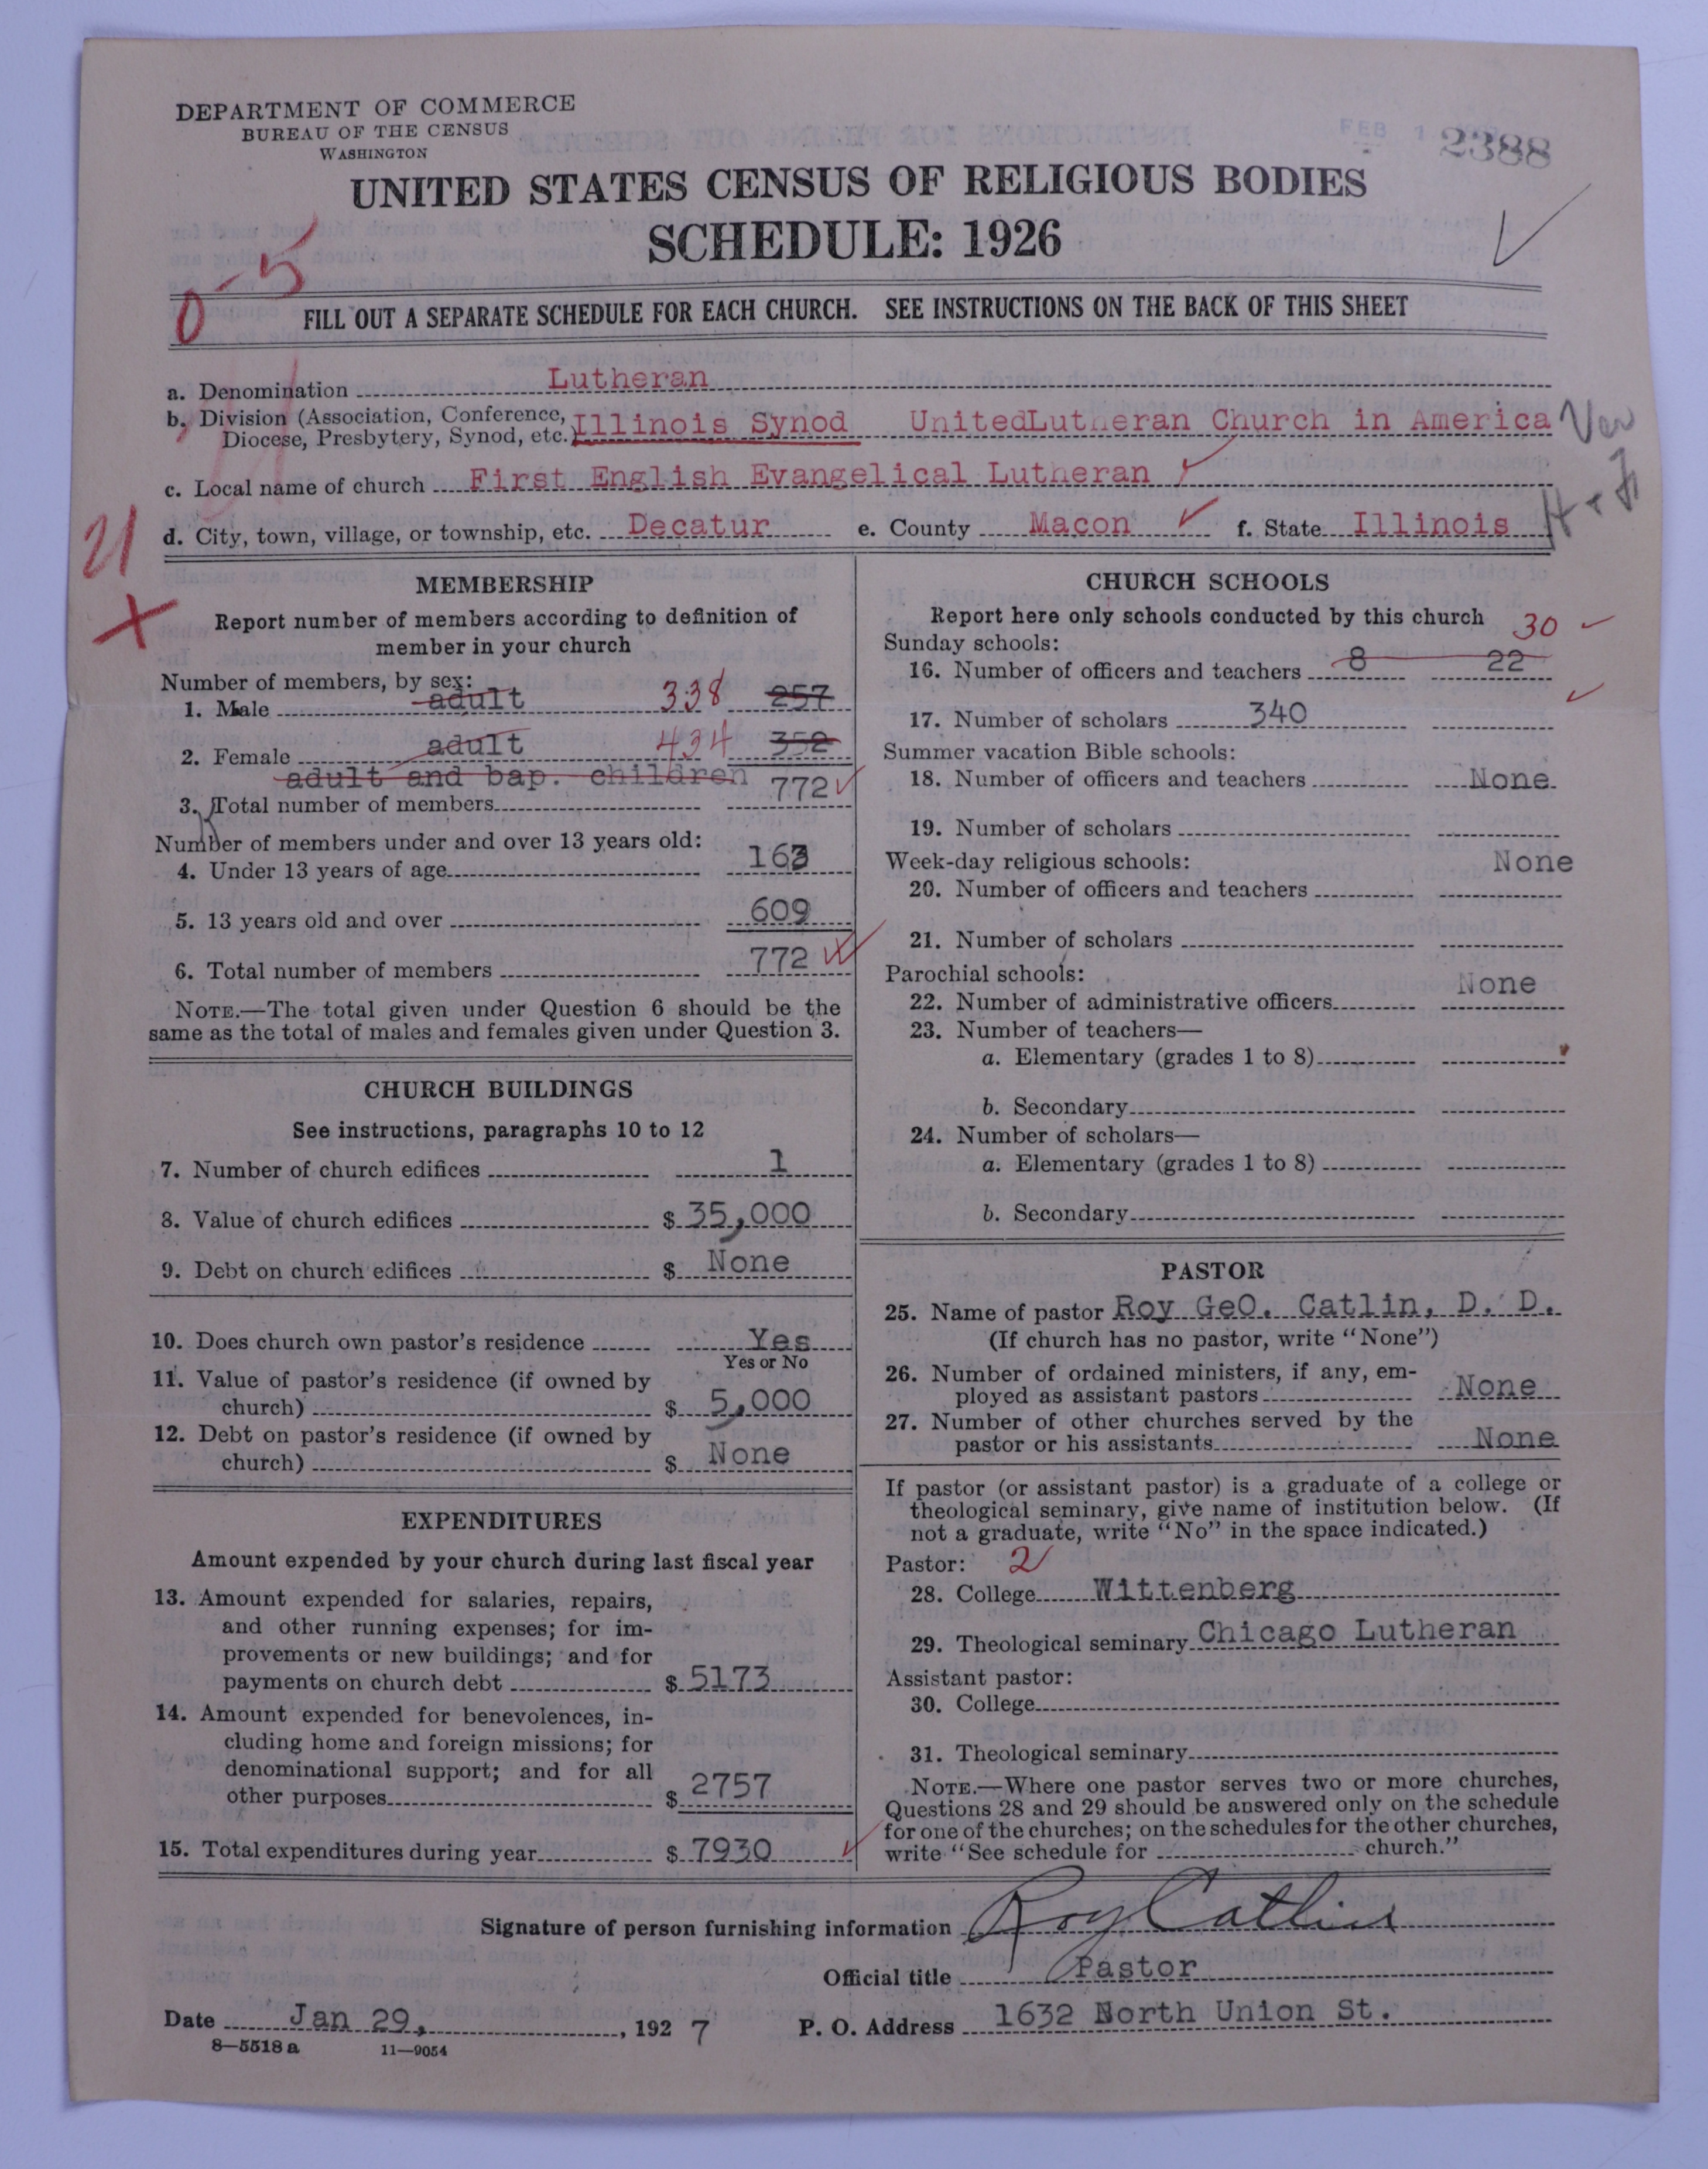 DEPARTMENT OF COMMERCE
BUREAU OF THE CENSUS
WASHINGTON
FEB 1
2388
UNITED STATES CENSUS OF RELIGIOUS BODIES
SCHEDULE: 1926
0-5
FILL OUT A SEPARATE SCHEDULE FOR EACH CHURCH. SEE INSTRUCTIONS ON THE BACK OF THIS SHEET
a. Denomination Lutheran
b. Division (Association, Conference, Diocese, Presbytery, Synod, etc. Illinois Synod UnitedLutheran Church in America Ver
c. Local name of church First English Evangelical Lutheran
d. City, town, village, or township, etc. Decatur e. County Macon f. State Illinois
21
MEMBERSHIP
Report number of members according to definition of
member in your church
Number of members, by sex:
1. Male adult 338 257
2. Female adult 434 352
adult and bap. children
3. Total number of members 772
Number of members under and over 13 years old:
4. Under 13 years of age 163
5. 13 years old and over 609
6. Total number of members 772
NOTE.—The total given under Question 6 should be the
same as the total of males and females given under Question 3.
CHURCH BUILDINGS
See instructions, paragraphs 10 to 12
7. Number of church edifices 1
8. Value of church edifices $ 35,000
9. Debt on church edifices $ None
10. Does church own pastor's residence Yes
Yes or No
11. Value of pastor's residence (if owned by
church) $ 5,000
12. Debt on pastor's residence (if owned by
church) $ None
EXPENDITURES
Amount expended by your church during last fiscal year
13. Amount expended for salaries, repairs,
and other running expenses; for im-
provements or new buildings; and for
payments on church debt $ 5173
14. Amount expended for benevolences, in-
cluding home and foreign missions; for
denominational support; and for all
other purposes $ 2757
15. Total expenditures during year $ 7930
CHURCH SCHOOLS
Report here only schools conducted by this church
30
Sunday schools:
16. Number of officers and teachers 8 22
17. Number of scholars 340
Summer vacation Bible schools:
18. Number of officers and teachers None
19. Number of scholars
Week-day religious schools: None
20. Number of officers and teachers
21. Number of scholars
Parochial schools: None
22. Number of administrative officers
23. Number of teachers—
a. Elementary (grades 1 to 8)
b. Secondary
24. Number of scholars—
a. Elementary (grades 1 to 8)
b. Secondary
PASTOR
25. Name of pastor Roy GeO. Catlin, D. D.
(If church has no pastor, write "None")
26. Number of ordained ministers, if any, em-
ployed as assistant pastors None
27. Number of other churches served by the
pastor or his assistants None
If pastor (or assistant pastor) is a graduate of a college or
theological seminary, give name of institution below. (If
not a graduate, write "No" in the space indicated.)
Pastor: 2
28. College Wittenberg
29. Theological seminary Chicago Lutheran
Assistant pastor:
30. College
31. Theological seminary
NOTE.—Where one pastor serves two or more churches,
Questions 28 and 29 should be answered only on the schedule
for one of the churches; on the schedules for the other churches,
write "See schedule for church."
Signature of person furnishing information Roy Catlin
Official title Pastor
Date Jan 29, , 192 7 P. O. Address 1632 North Union St.
8—5518 a 11—9054